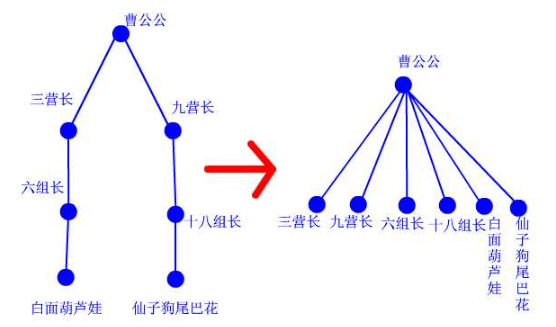 曹公公
三营长
九营长
六组长
十八组长
白面葫芦娃
仙子狗尾巴花
曹公公
三营长
九营长
六组长
十八组长
白面葫芦娃
仙子狗尾巴花